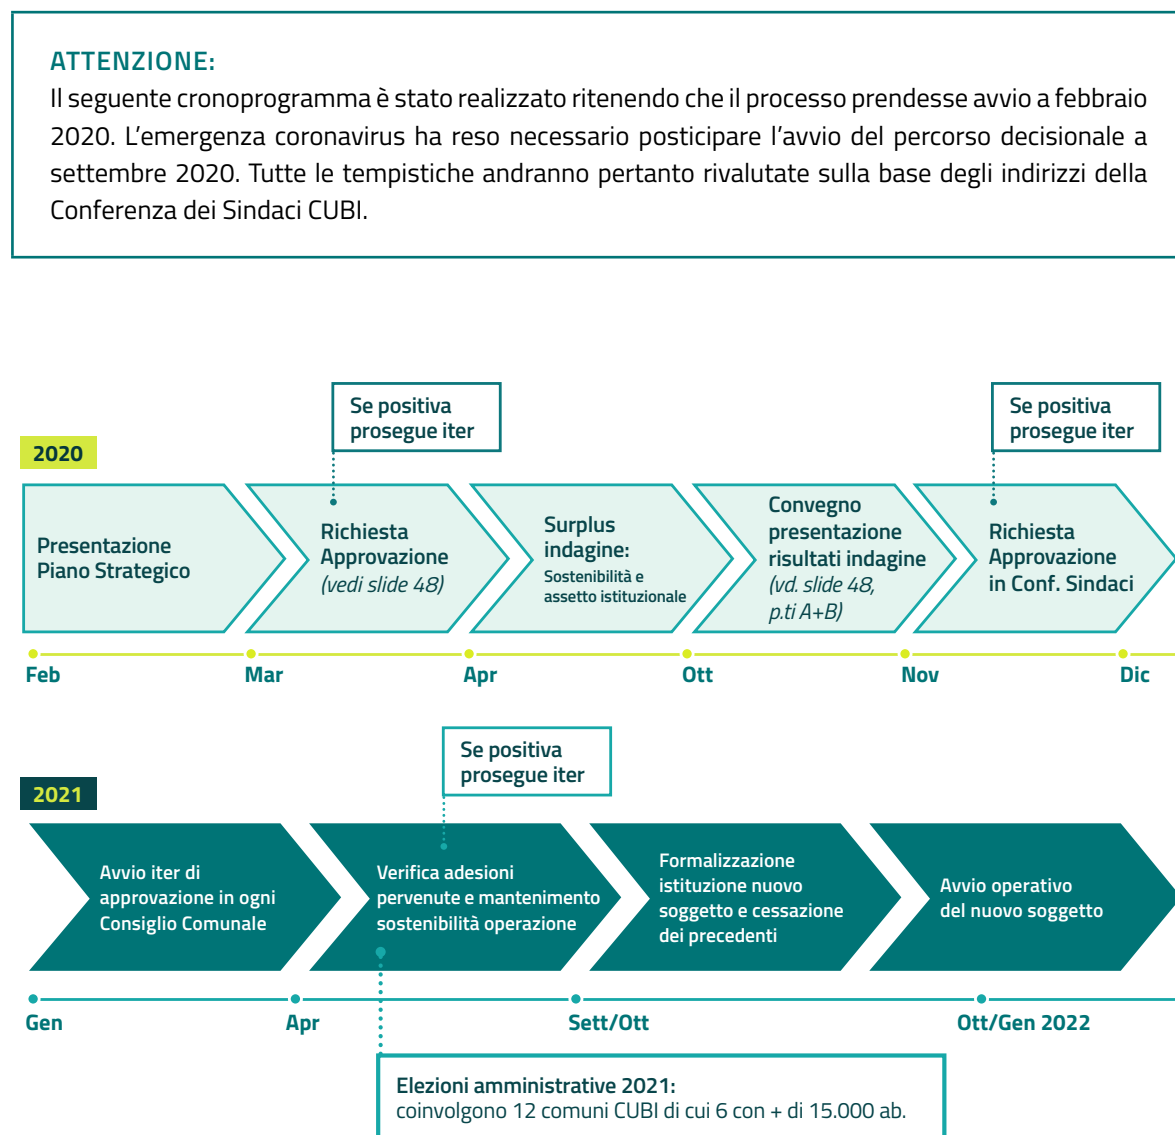 ATTENZIONE:
Il seguente cronoprogramma è stato realizzato ritenendo che il processo prendesse avvio a febbraio
2020. L’emergenza coronavirus ha reso necessario posticipare l’avvio del percorso decisionale a
settembre 2020. Tutte le tempistiche andranno pertanto rivalutate sulla base degli indirizzi della
Conferenza dei Sindaci CUBI.
Se positiva
prosegue iter
Se positiva
prosegue iter
2020
Presentazione
Piano Strategico
Richiesta
Approvazione
(vedi slide 48)
Surplus
indagine:
Sostenibilità e
assetto istituzionale
Convegno
presentazione
risultati indagine
(vd. slide 48,
p.ti A+B)
Richiesta
Approvazione
in Conf. Sindaci
Feb
Mar
Apr
Ott
Nov
Dic
Se positiva
prosegue iter
2021
Avvio iter di
approvazione in ogni
Consiglio Comunale
Verifica adesioni
pervenute e mantenimento
sostenibilità operazione
Formalizzazione
istituzione nuovo
soggetto e cessazione
dei precedenti
Avvio operativo
del nuovo soggetto
Gen
Apr
Sett/Ott
Ott/Gen 2022
Elezioni amministrative 2021:
coinvolgono 12 comuni CUBI di cui 6 con + di 15.000 ab.